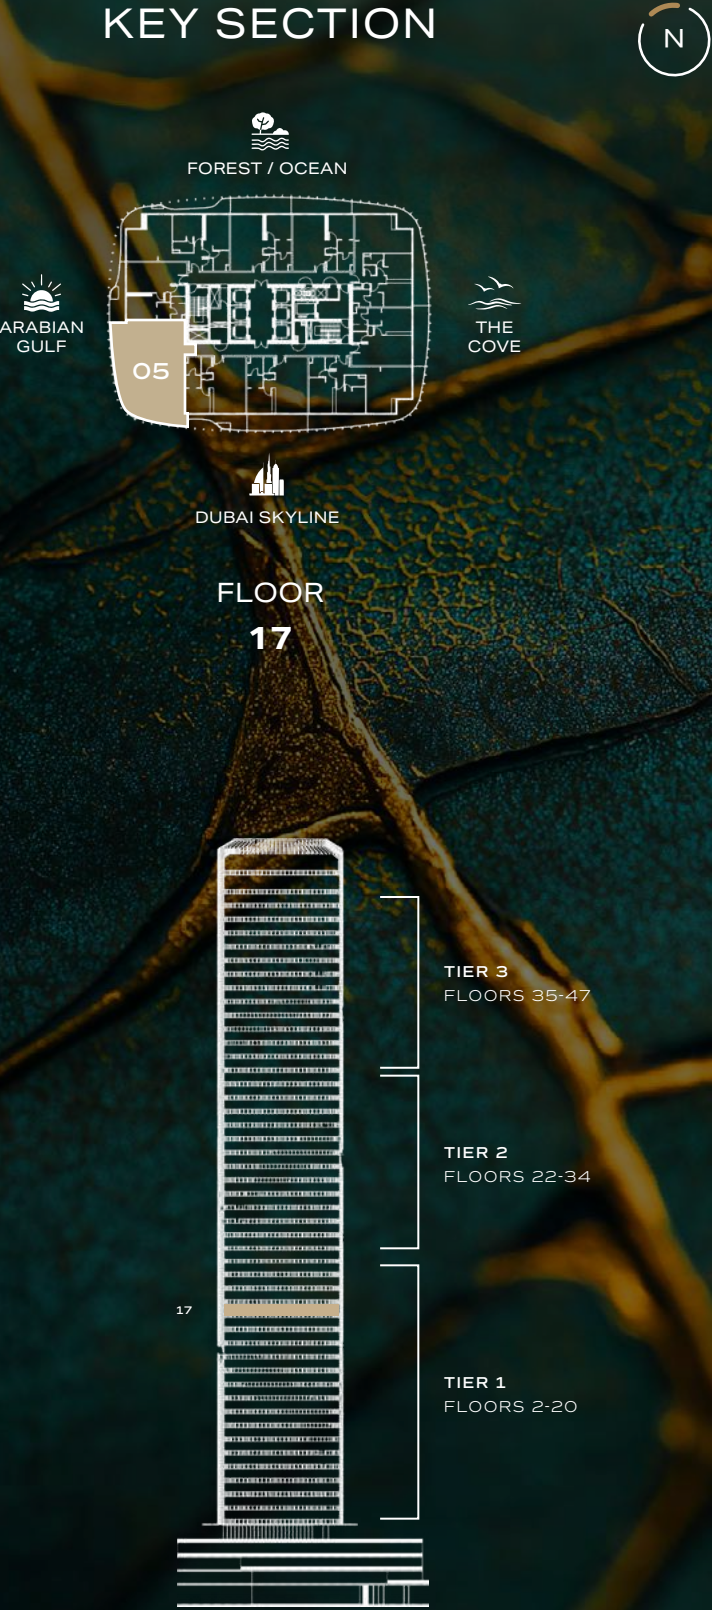 KEY SECTION
N
FOREST / OCEAN
ARABIAN
GULF
THE
COVE
05
DUBAI SKYLINE
FLOOR
17
TIER 3
FLOORS 35-47
TIER 2
FLOORS 22-34
17
TIER 1
FLOORS 2-20